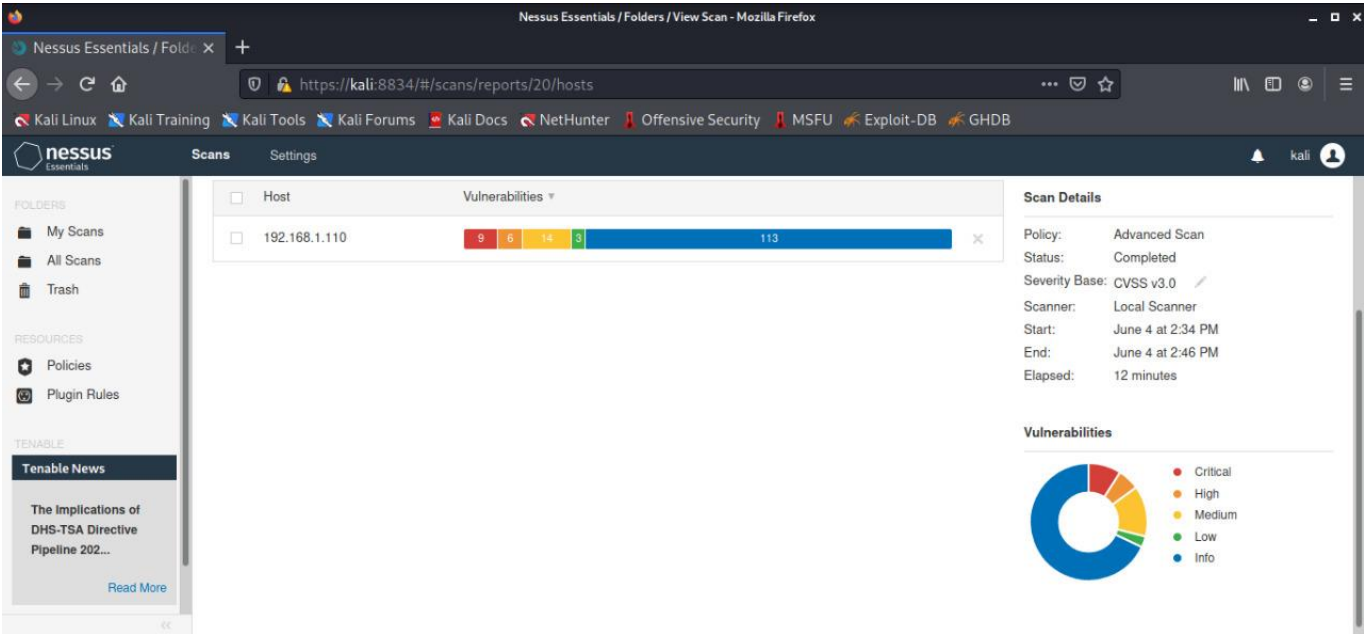 Nessus Essentials / Folders / View Scan - Mozilla Firefox
Nessus Essentials / Folde
https://kali:8834/#/scans/reports/20/hosts
Kali Linux Kali Training Kali Tools Kali Forums Kali Docs NetHunter Offensive Security MSFU Exploit-DB GHDB
nessus
Essentials
Scans Settings
kali
FOLDERS
My Scans
All Scans
Trash
RESOURCES
Policies
Plugin Rules
TENABLE
Tenable News
The Implications of
DHS-TSA Directive
Pipeline 202...
Read More
Host Vulnerabilities
192.168.1.110 9 6 14 3 113
Scan Details
Policy: Advanced Scan
Status: Completed
Severity Base: CVSS v3.0
Scanner: Local Scanner
Start: June 4 at 2:34 PM
End: June 4 at 2:46 PM
Elapsed: 12 minutes
Vulnerabilities
Critical
High
Medium
Low
Info